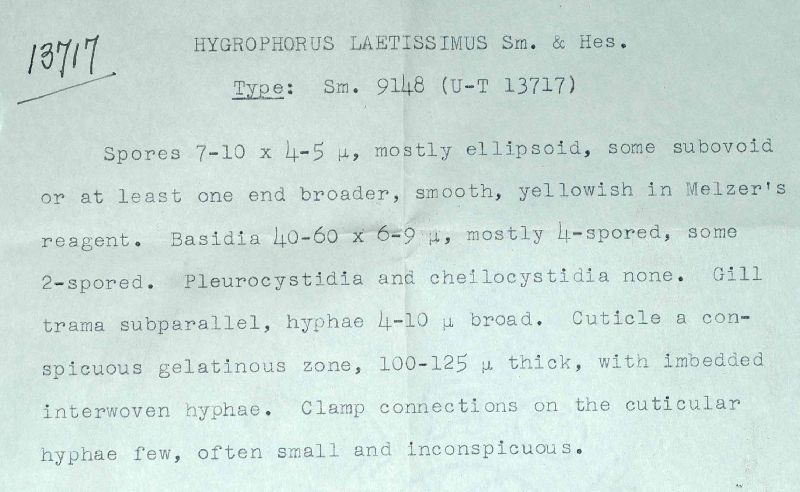 13717
HYGROPHORUS LAETISSIMUS Sm. & Hes.
Type: Sm. 9148 (U-T 13717)
Spores 7-10 x 4-5 μ, mostly ellipsoid, some subovoid
or at least one end broader, smooth, yellowish in Melzer's
reagent. Basidia 40-60 x 6-9 μ, mostly 4-spored, some
2-spored. Pleurocystidia and cheilocystidia none. Gill
trama subparallel, hyphae 4-10 μ broad. Cuticle a con-
spicuous gelatinous zone, 100-125 μ thick, with imbedded
interwoven hyphae. Clamp connections on the cuticular
hyphae few, often small and inconspicuous.